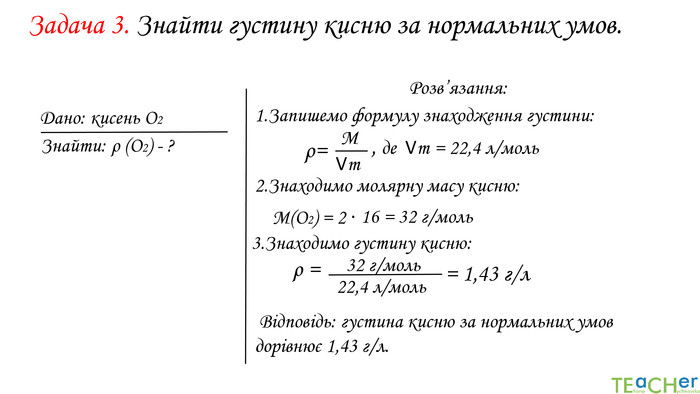 Задача 3. Знайти густину кисню за нормальних умов.
Дано: кисень O₂
Знайти: ρ (O₂) - ?
Розв’язання:
1.Запишемо формулу знаходження густини:
ρ= M / Vm , де Vm = 22,4 л/моль
2.Знаходимо молярну масу кисню:
M(O₂) = 2 · 16 = 32 г/моль
3.Знаходимо густину кисню:
ρ = 32 г/моль / 22,4 л/моль = 1,43 г/л
Відповідь: густина кисню за нормальних умов
дорівнює 1,43 г/л.
TEacHer